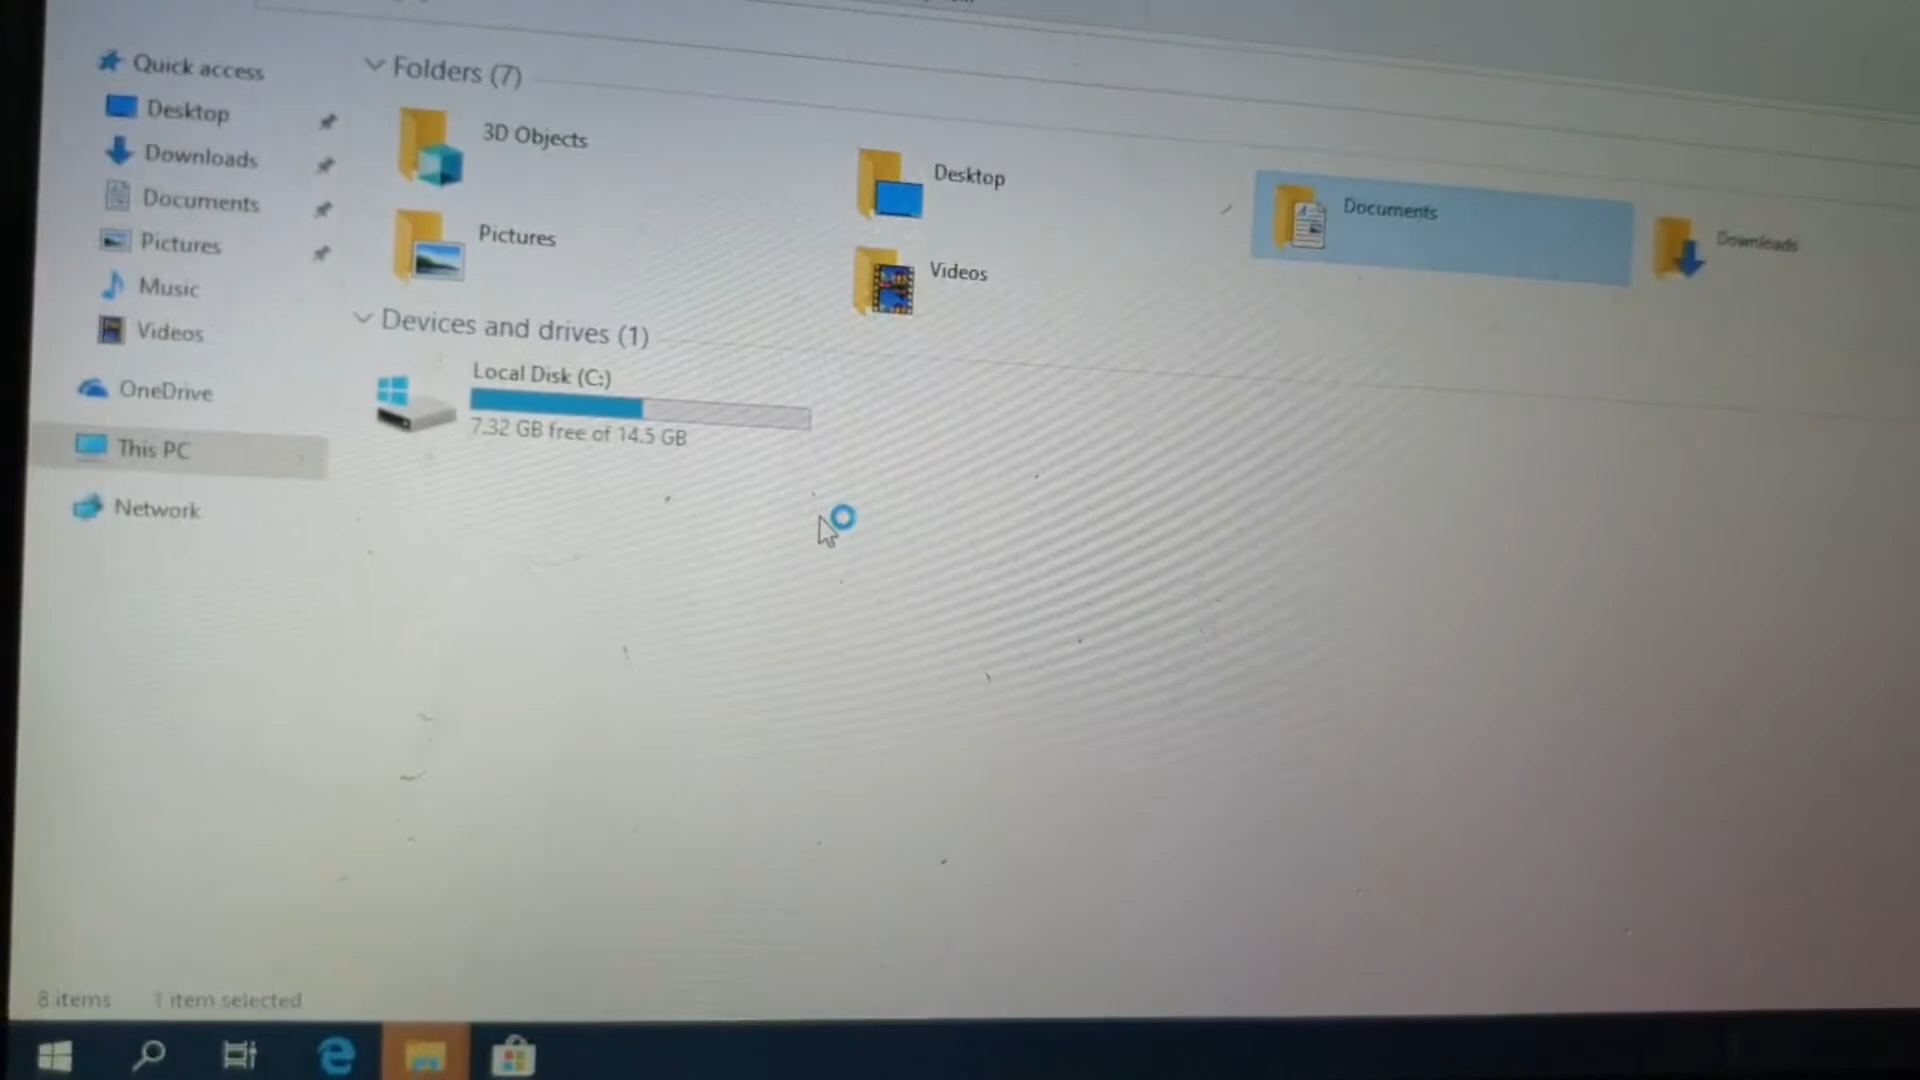 Quick access
Desktop
Downloads
Documents
Pictures
Music
Videos
OneDrive
This PC
Network
Folders (7)
3D Objects
Desktop
Documents
Downloads
Pictures
Videos
Devices and drives (1)
Local Disk (C:)
7.32 GB free of 14.5 GB
8 items 1 item selected